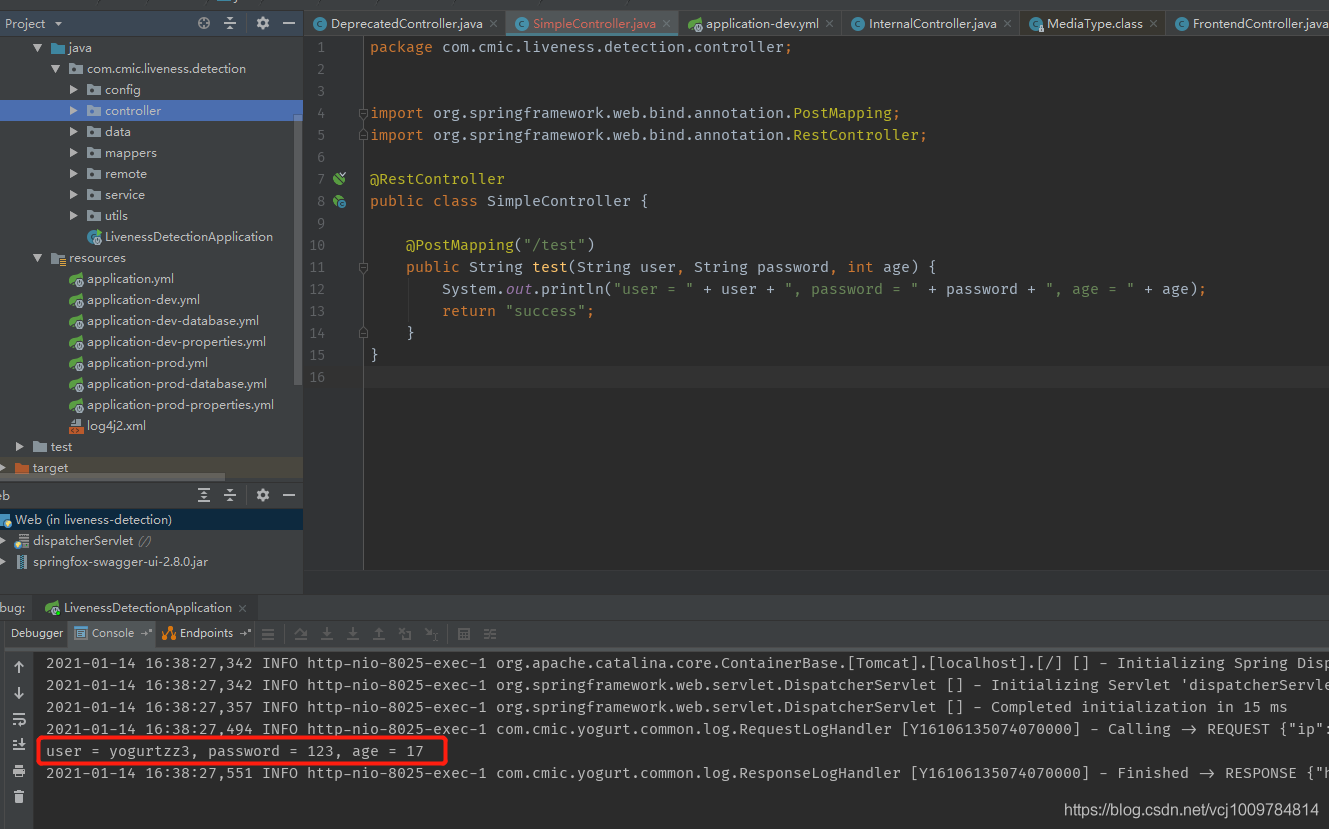 Project
java
com.cmic.liveness.detection
config
controller
data
mappers
remote
service
utils
LivenessDetectionApplication
resources
application.yml
application-dev.yml
application-dev-database.yml
application-dev-properties.yml
application-prod.yml
application-prod-database.yml
application-prod-properties.yml
log4j2.xml
test
target
eb
Web (in liveness-detection)
dispatcherServlet (/)
springfox-swagger-ui-2.8.0.jar
DeprecatedController.java SimpleController.java application-dev.yml InternalController.java MediaType.class FrontendController.java
1 package com.cmic.liveness.detection.controller;
2
3
4 import org.springframework.web.bind.annotation.PostMapping;
5 import org.springframework.web.bind.annotation.RestController;
6
7 @RestController
8 public class SimpleController {
9
10 @PostMapping("/test")
11 public String test(String user, String password, int age) {
12 System.out.println("user = " + user + ", password = " + password + ", age = " + age);
13 return "success";
14 }
15 }
16
bug: LivenessDetectionApplication
Debugger Console Endpoints
2021-01-14 16:38:27,342 INFO http-nio-8025-exec-1 org.apache.catalina.core.ContainerBase.[Tomcat].[localhost].[/] [] - Initializing Spring Disp
2021-01-14 16:38:27,342 INFO http-nio-8025-exec-1 org.springframework.web.servlet.DispatcherServlet [] - Initializing Servlet 'dispatcherServle
2021-01-14 16:38:27,357 INFO http-nio-8025-exec-1 org.springframework.web.servlet.DispatcherServlet [] - Completed initialization in 15 ms
2021-01-14 16:38:27,494 INFO http-nio-8025-exec-1 com.cmic.yogurt.common.log.RequestLogHandler [Y16106135074070000] - Calling → REQUEST {"ip":
user = yogurtzz3, password = 123, age = 17
2021-01-14 16:38:27,551 INFO http-nio-8025-exec-1 com.cmic.yogurt.common.log.ResponseLogHandler [Y16106135074070000] - Finished → RESPONSE {"h
https://blog.csdn.net/vcj1009784814